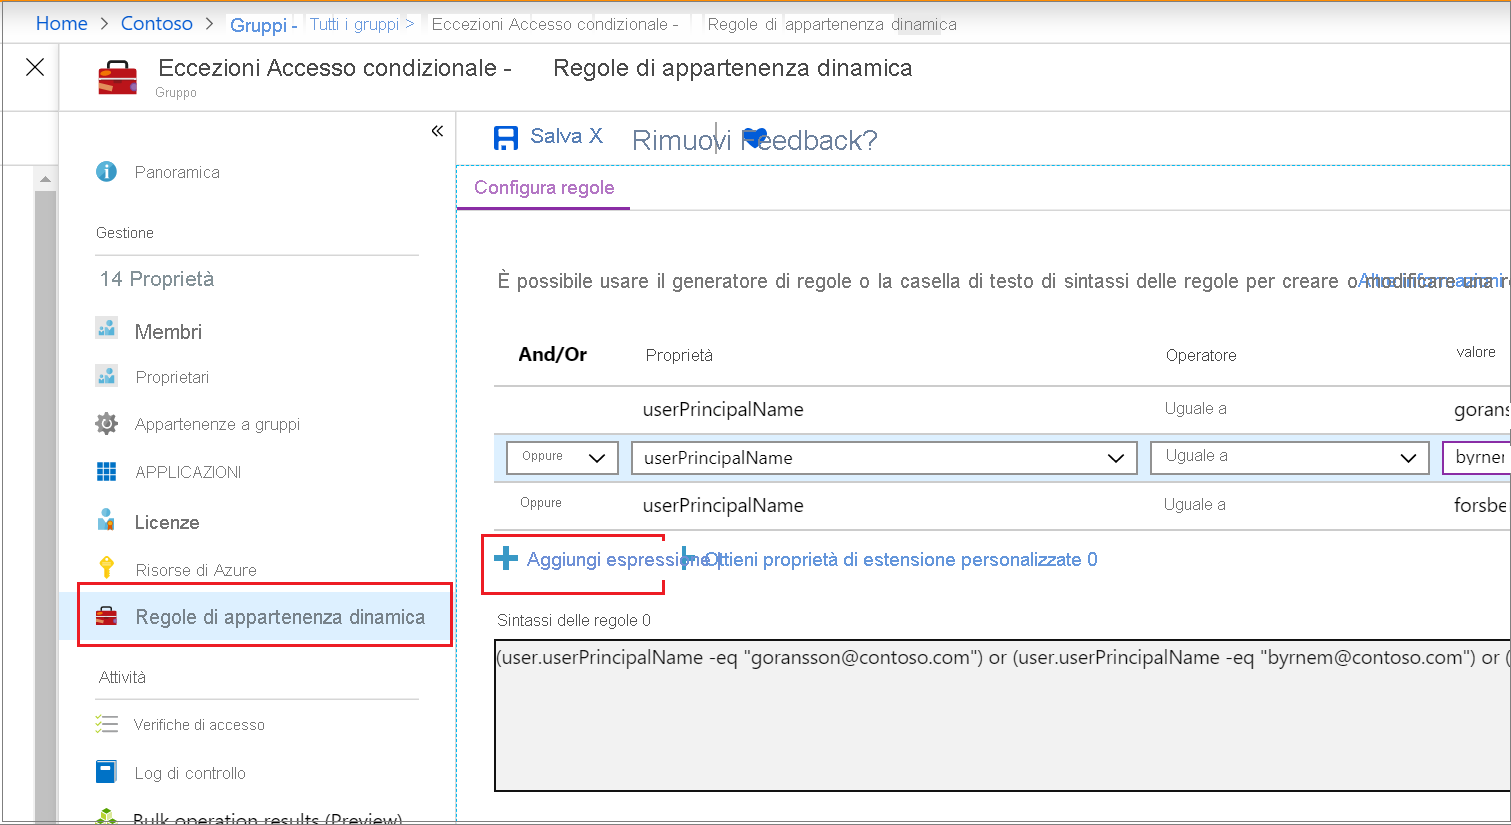 Home > Contoso > Gruppi - Tutti i gruppi > Eccezioni Accesso condizionale - Regole di appartenenza dinamica
Eccezioni Accesso condizionale - Regole di appartenenza dinamica
Gruppo
«
Salva X Rimuovi Feedback?
Panoramica
Gestione
14 Proprietà
Membri
Proprietari
Appartenenze a gruppi
APPLICAZIONI
Licenze
Risorse di Azure
Regole di appartenenza dinamica
Attività
Verifiche di accesso
Log di controllo
Bulk operation results (Preview)
Configura regole
È possibile usare il generatore di regole o la casella di testo di sintassi delle regole per creare o modificare una r Altre informazioni
And/Or Proprietà Operatore valore
userPrincipalName Uguale a gorans
Oppure userPrincipalName Uguale a byrnem
Oppure userPrincipalName Uguale a forsbe
Aggiungi espressione Ottieni proprietà di estensione personalizzate 0
Sintassi delle regole 0
(user.userPrincipalName -eq "goransson@contoso.com") or (user.userPrincipalName -eq "byrnem@contoso.com") or (